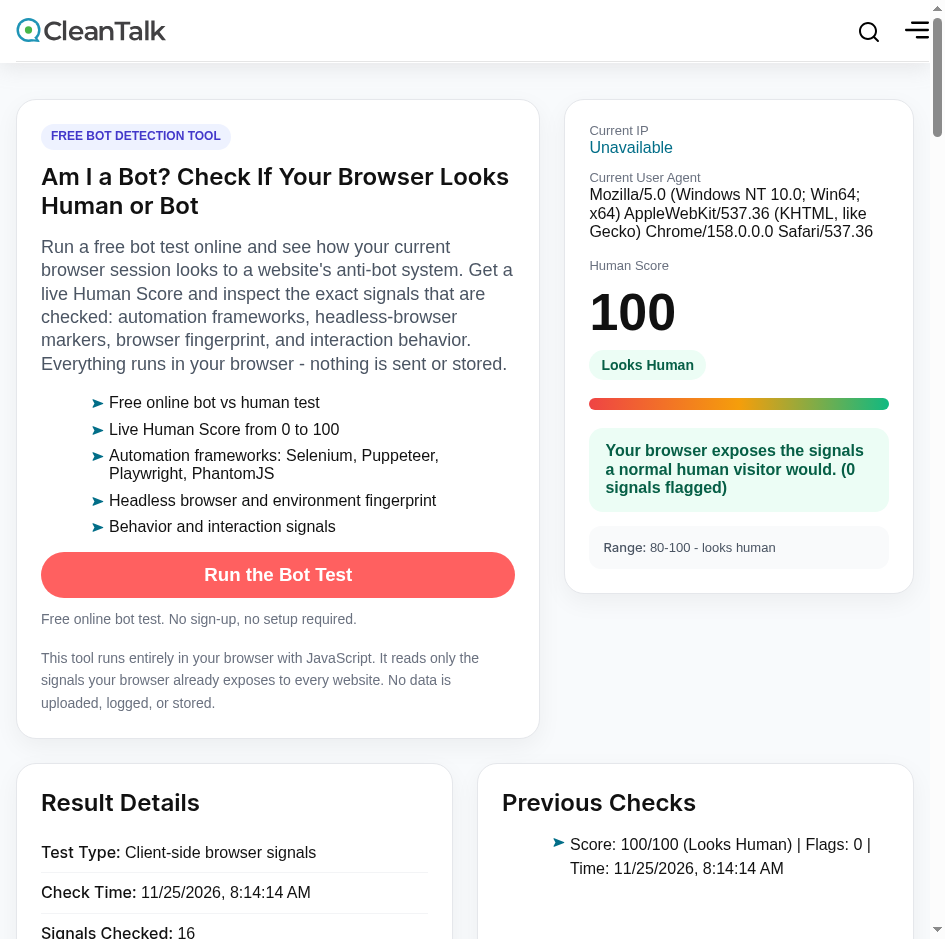 CleanTalk
FREE BOT DETECTION TOOL
Am I a Bot? Check If Your Browser Looks
Human or Bot
Run a free bot test online and see how your current
browser session looks to a website's anti-bot system. Get a
live Human Score and inspect the exact signals that are
checked: automation frameworks, headless-browser
markers, browser fingerprint, and interaction behavior.
Everything runs in your browser - nothing is sent or stored.
Free online bot vs human test
Live Human Score from 0 to 100
Automation frameworks: Selenium, Puppeteer,
Playwright, PhantomJS
Headless browser and environment fingerprint
Behavior and interaction signals
Run the Bot Test
Free online bot test. No sign-up, no setup required.
This tool runs entirely in your browser with JavaScript. It reads only the
signals your browser already exposes to every website. No data is
uploaded, logged, or stored.
Current IP
Unavailable
Current User Agent
Mozilla/5.0 (Windows NT 10.0; Win64;
x64) AppleWebKit/537.36 (KHTML, like
Gecko) Chrome/158.0.0.0 Safari/537.36
Human Score
100
Looks Human
Your browser exposes the signals
a normal human visitor would. (0
signals flagged)
Range: 80-100 - looks human
Result Details
Test Type: Client-side browser signals
Check Time: 11/25/2026, 8:14:14 AM
Signals Checked: 16
Previous Checks
Score: 100/100 (Looks Human) | Flags: 0 |
Time: 11/25/2026, 8:14:14 AM